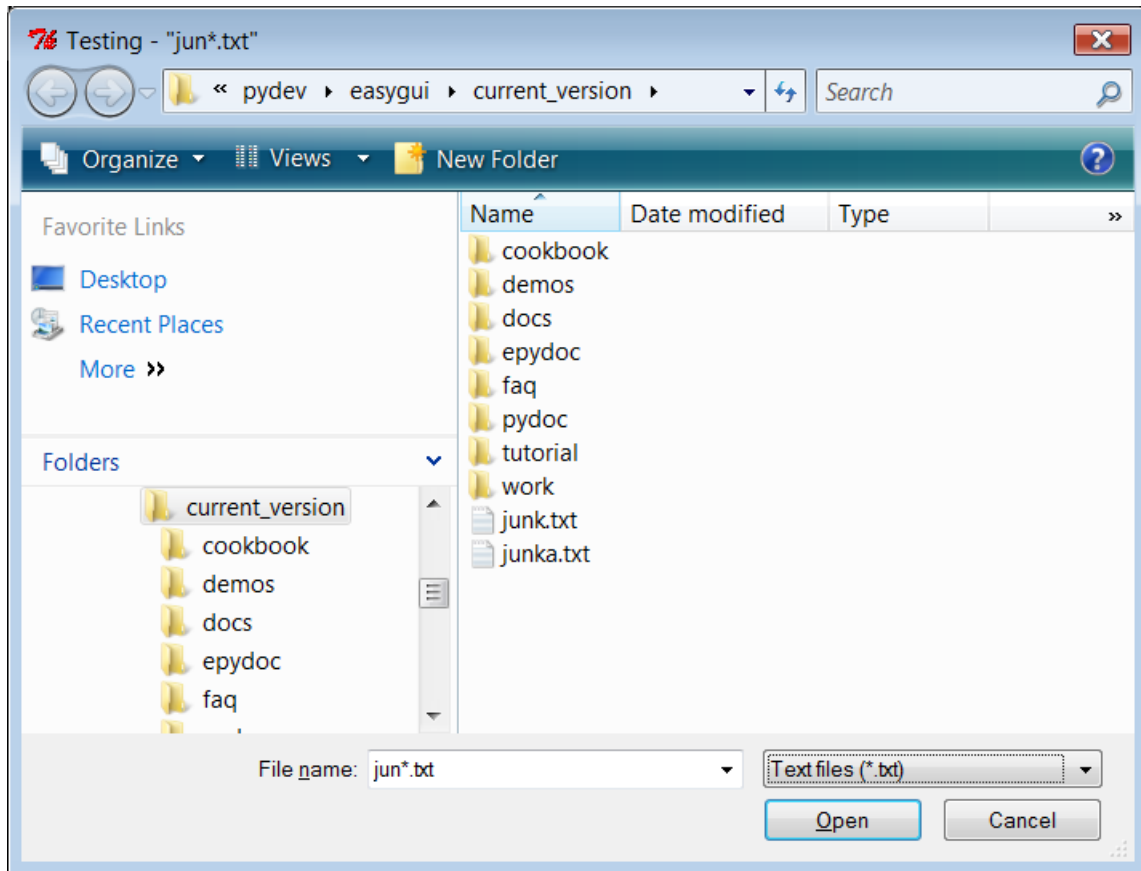 Testing - "jun*.txt"
« pydev easygui current_version Search
Organize Views New Folder ?
Favorite Links
Desktop
Recent Places
More »
Folders
current_version
cookbook
demos
docs
epydoc
faq
Name Date modified Type »
cookbook
demos
docs
epydoc
faq
pydoc
tutorial
work
junk.txt
junka.txt
File name: jun*.txt Text files (*.txt)
Open Cancel